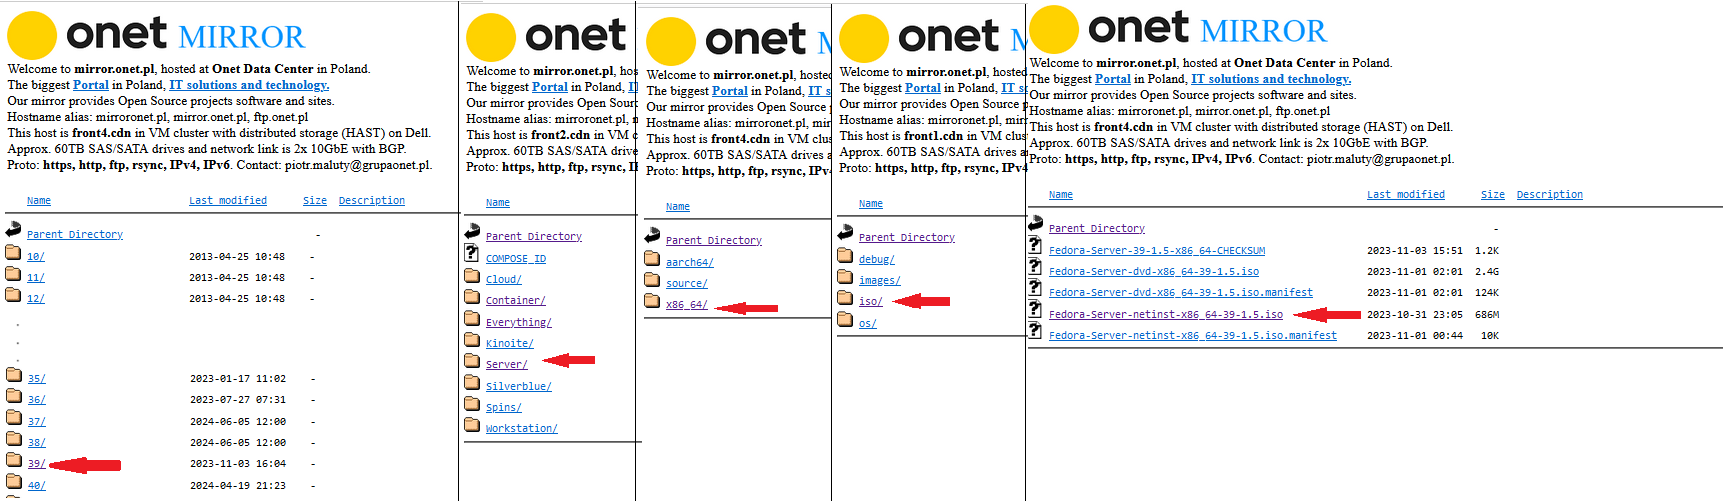 onet MIRROR
Welcome to mirror.onet.pl, hosted at Onet Data Center in Poland.
The biggest Portal in Poland, IT solutions and technology.
Our mirror provides Open Source projects software and sites.
Hostname alias: mirroronet.pl, mirror.onet.pl, ftp.onet.pl
This host is front4.cdn in VM cluster with distributed storage (HAST) on Dell.
Approx. 60TB SAS/SATA drives and network link is 2x 10GbE with BGP.
Proto: https, http, ftp, rsync, IPv4, IPv6. Contact: piotr.maluty@grupaonet.pl.
Name Last modified Size Description
Parent Directory -
10/ 2013-04-25 10:48 -
11/ 2013-04-25 10:48 -
12/ 2013-04-25 10:48 -
.
.
.
35/ 2023-01-17 11:02 -
36/ 2023-07-27 07:31 -
37/ 2024-06-05 12:00 -
38/ 2024-06-05 12:00 -
39/ 2023-11-03 16:04 -
40/ 2024-04-19 21:23 -
onet
Welcome to mirror.onet.pl, hos
The biggest Portal in Poland, I
Our mirror provides Open Sour
Hostname alias: mirroronet.pl,
This host is front2.cdn in VM c
Approx. 60TB SAS/SATA drive
Proto: https, http, ftp, rsync, I
Name
Parent Directory
COMPOSE_ID
Cloud/
Container/
Everything/
Kinoite/
Server/
Silverblue/
Spins/
Workstation/
onet M
Welcome to mirror.onet.pl, hosted
The biggest Portal in Poland, IT s
Our mirror provides Open Source p
Hostname alias: mirroronet.pl, mir
This host is front4.cdn in VM clus
Approx. 60TB SAS/SATA drives a
Proto: https, http, ftp, rsync, IPv
Name
Parent Directory
aarch64/
source/
x86_64/
onet M
Welcome to mirror.onet.pl, hosted
The biggest Portal in Poland, IT so
Our mirror provides Open Source p
Hostname alias: mirroronet.pl, mirr
This host is front1.cdn in VM clus
Approx. 60TB SAS/SATA drives a
Proto: https, http, ftp, rsync, IPv4
Name
Parent Directory
debug/
images/
iso/
os/
onet MIRROR
Welcome to mirror.onet.pl, hosted at Onet Data Center in Poland.
The biggest Portal in Poland, IT solutions and technology.
Our mirror provides Open Source projects software and sites.
Hostname alias: mirroronet.pl, mirror.onet.pl, ftp.onet.pl
This host is front4.cdn in VM cluster with distributed storage (HAST) on Dell.
Approx. 60TB SAS/SATA drives and network link is 2x 10GbE with BGP.
Proto: https, http, ftp, rsync, IPv4, IPv6. Contact: piotr.maluty@grupaonet.pl.
Name Last modified Size Description
Parent Directory -
Fedora-Server-39-1.5-x86_64-CHECKSUM 2023-11-03 15:51 1.2K
Fedora-Server-dvd-x86_64-39-1.5.iso 2023-11-01 02:01 2.4G
Fedora-Server-dvd-x86_64-39-1.5.iso.manifest 2023-11-01 02:01 124K
Fedora-Server-netinst-x86_64-39-1.5.iso 2023-10-31 23:05 686M
Fedora-Server-netinst-x86_64-39-1.5.iso.manifest 2023-11-01 00:44 10K